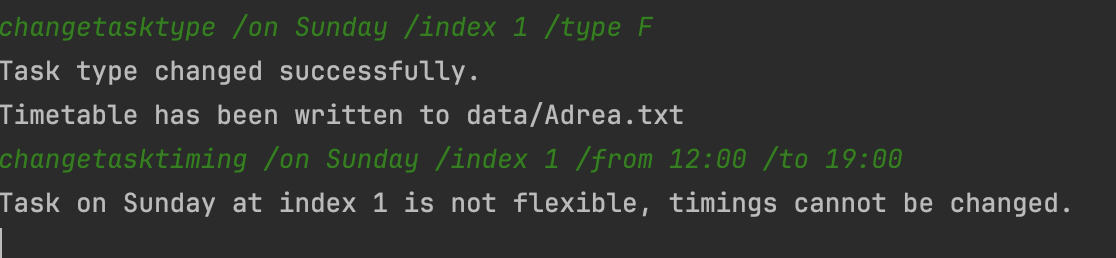 changetasktype /on Sunday /index 1 /type F
Task type changed successfully.
Timetable has been written to data/Adrea.txt
changetasktiming /on Sunday /index 1 /from 12:00 /to 19:00
Task on Sunday at index 1 is not flexible, timings cannot be changed.